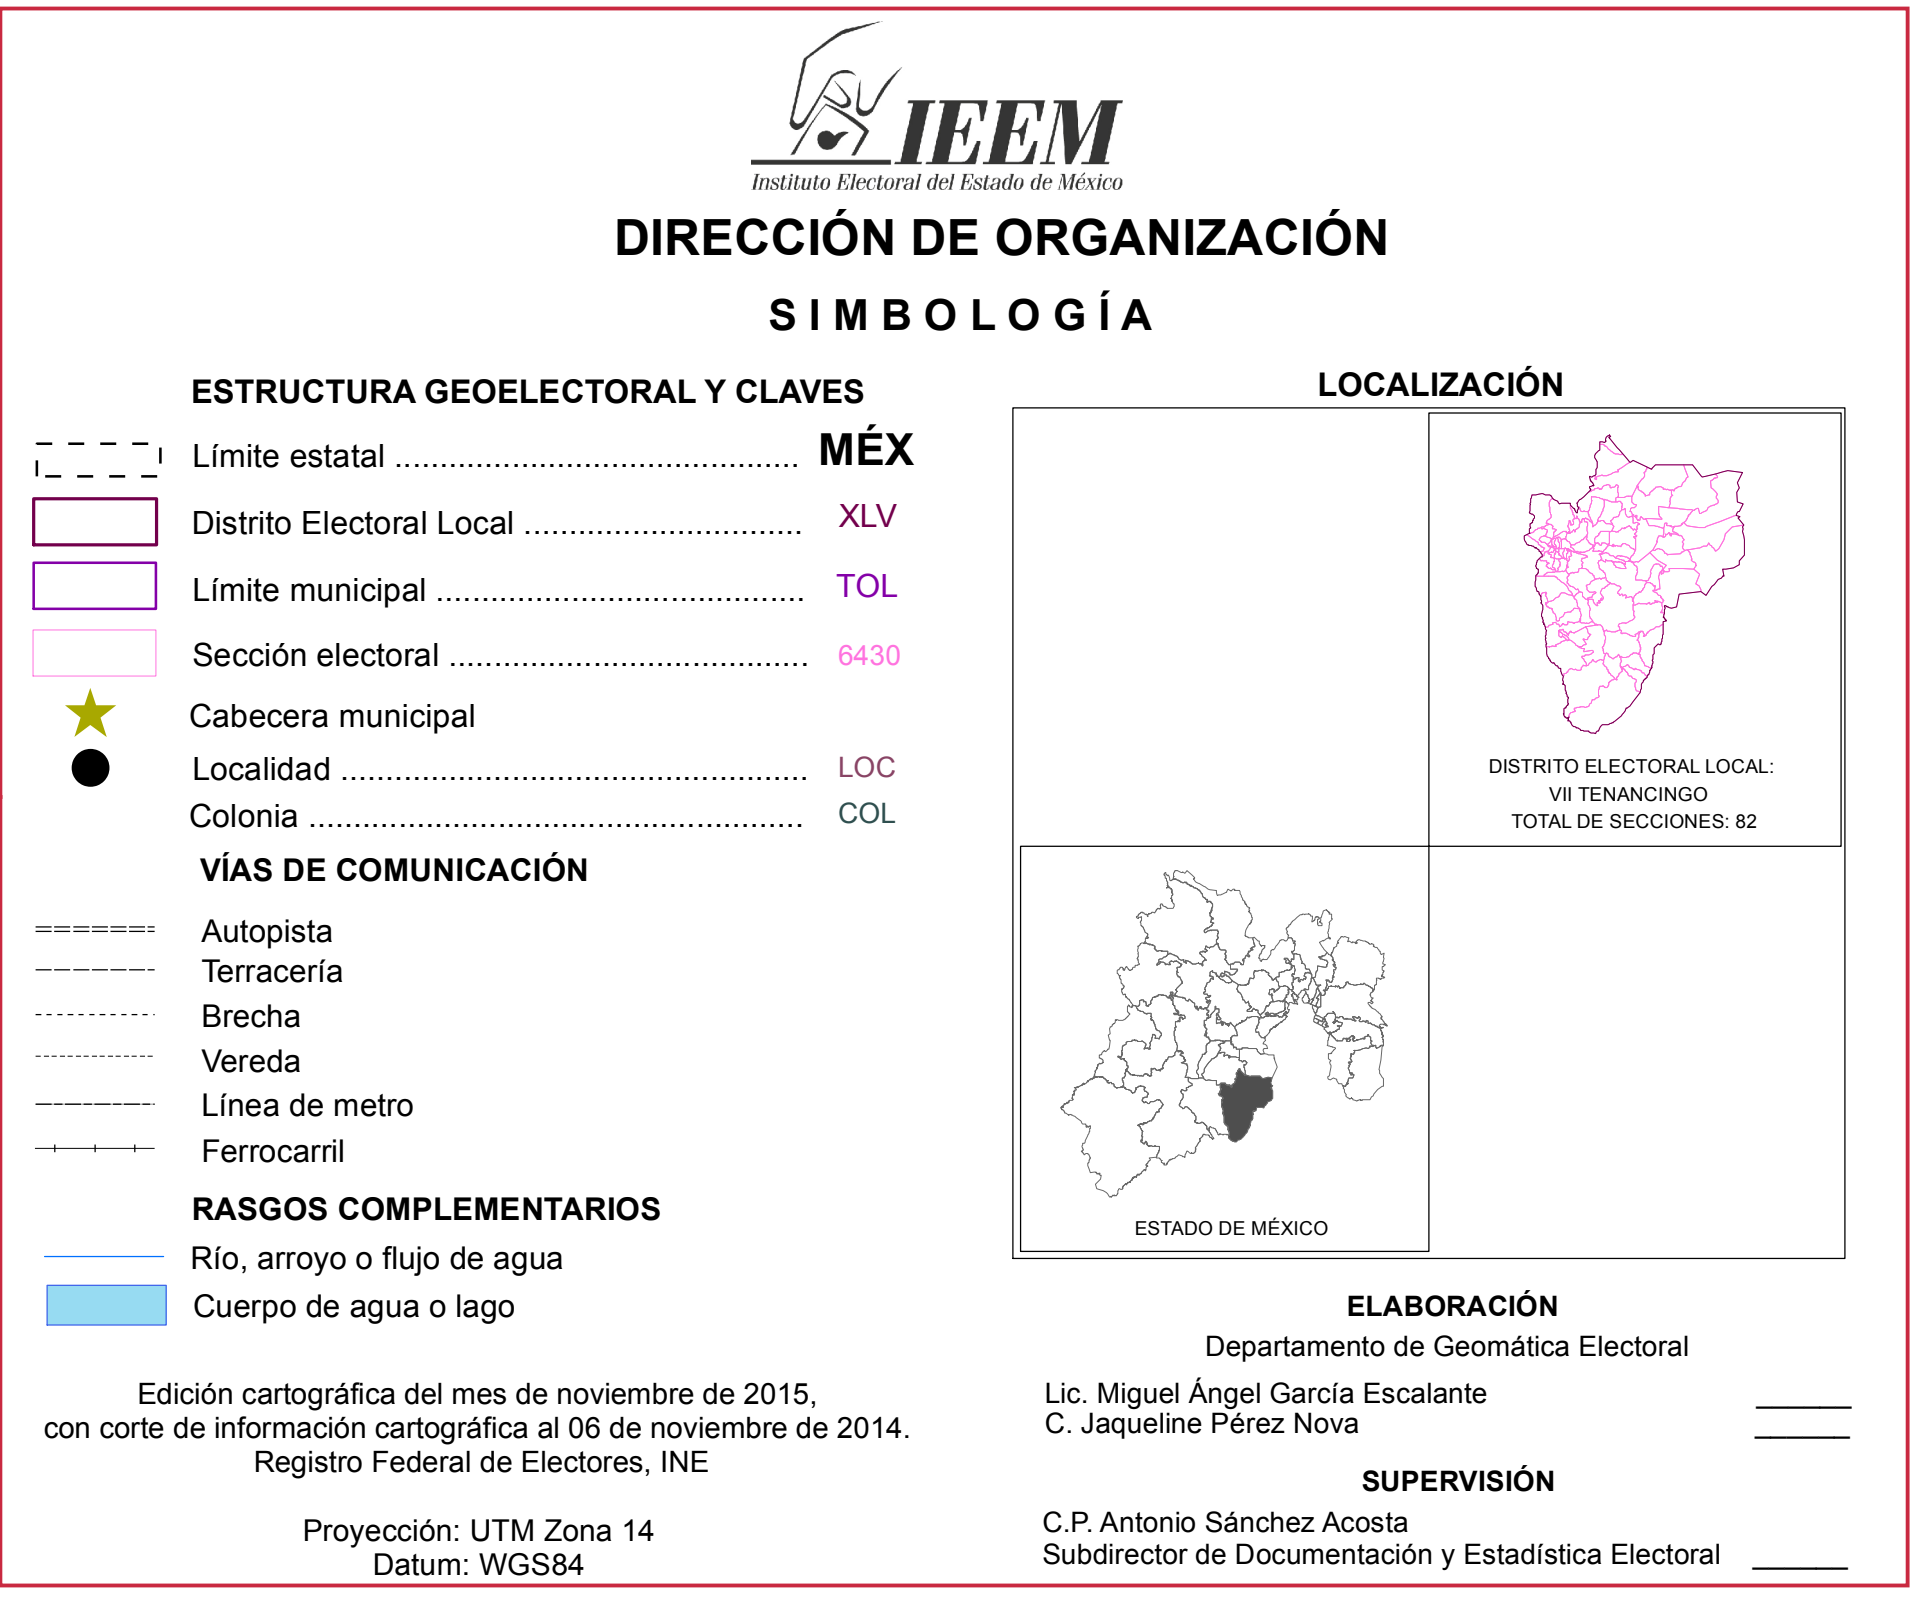 IEEM
Instituto Electoral del Estado de México
DIRECCIÓN DE ORGANIZACIÓN
SIMBOLOGÍA
ESTRUCTURA GEOELECTORAL Y CLAVES
Límite estatal ............................................. MÉX
Distrito Electoral Local ............................... XLV
Límite municipal ......................................... TOL
Sección electoral ........................................ 6430
Cabecera municipal
Localidad .................................................... LOC
Colonia ....................................................... COL
VÍAS DE COMUNICACIÓN
Autopista
Terracería
Brecha
Vereda
Línea de metro
Ferrocarril
RASGOS COMPLEMENTARIOS
Río, arroyo o flujo de agua
Cuerpo de agua o lago
Edición cartográfica del mes de noviembre de 2015,
con corte de información cartográfica al 06 de noviembre de 2014.
Registro Federal de Electores, INE
Proyección: UTM Zona 14
Datum: WGS84
LOCALIZACIÓN
DISTRITO ELECTORAL LOCAL:
VII TENANCINGO
TOTAL DE SECCIONES: 82
ESTADO DE MÉXICO
ELABORACIÓN
Departamento de Geomática Electoral
Lic. Miguel Ángel García Escalante ______
C. Jaqueline Pérez Nova ______
SUPERVISIÓN
C.P. Antonio Sánchez Acosta
Subdirector de Documentación y Estadística Electoral ______